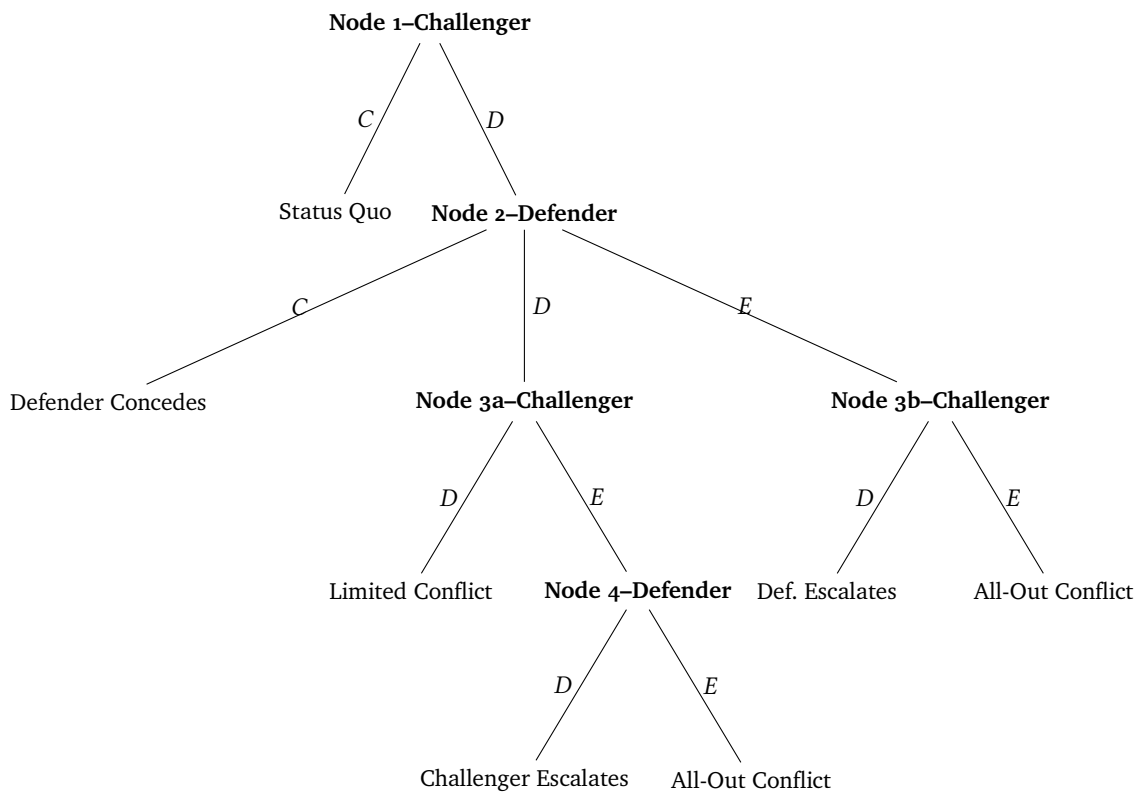 Node 1–Challenger
C
D
Status Quo
Node 2–Defender
C
D
E
Defender Concedes
Node 3a–Challenger
Node 3b–Challenger
D
E
D
E
Limited Conflict
Node 4–Defender
Def. Escalates
All-Out Conflict
D
E
Challenger Escalates
All-Out Conflict